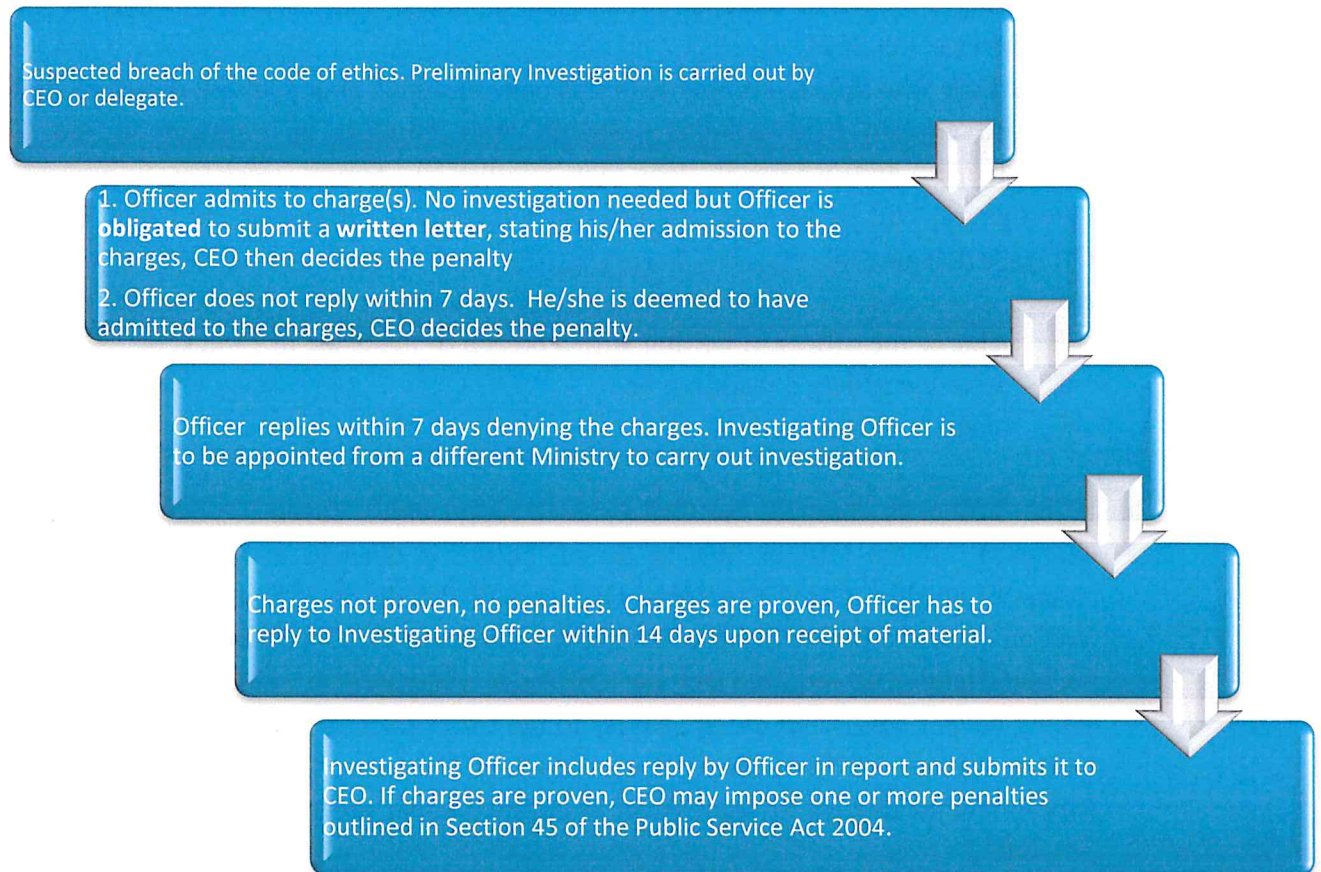 Suspected breach of the code of ethics. Preliminary Investigation is carried out by
CEO or delegate.
1. Officer admits to charge(s). No investigation needed but Officer is
obligated to submit a written letter, stating his/her admission to the
charges, CEO then decides the penalty
2. Officer does not reply within 7 days. He/she is deemed to have
admitted to the charges, CEO decides the penalty.
Officer replies within 7 days denying the charges. Investigating Officer is
to be appointed from a different Ministry to carry out investigation.
Charges not proven, no penalties. Charges are proven, Officer has to
reply to Investigating Officer within 14 days upon receipt of material.
Investigating Officer includes reply by Officer in report and submits it to
CEO. If charges are proven, CEO may impose one or more penalties
outlined in Section 45 of the Public Service Act 2004.